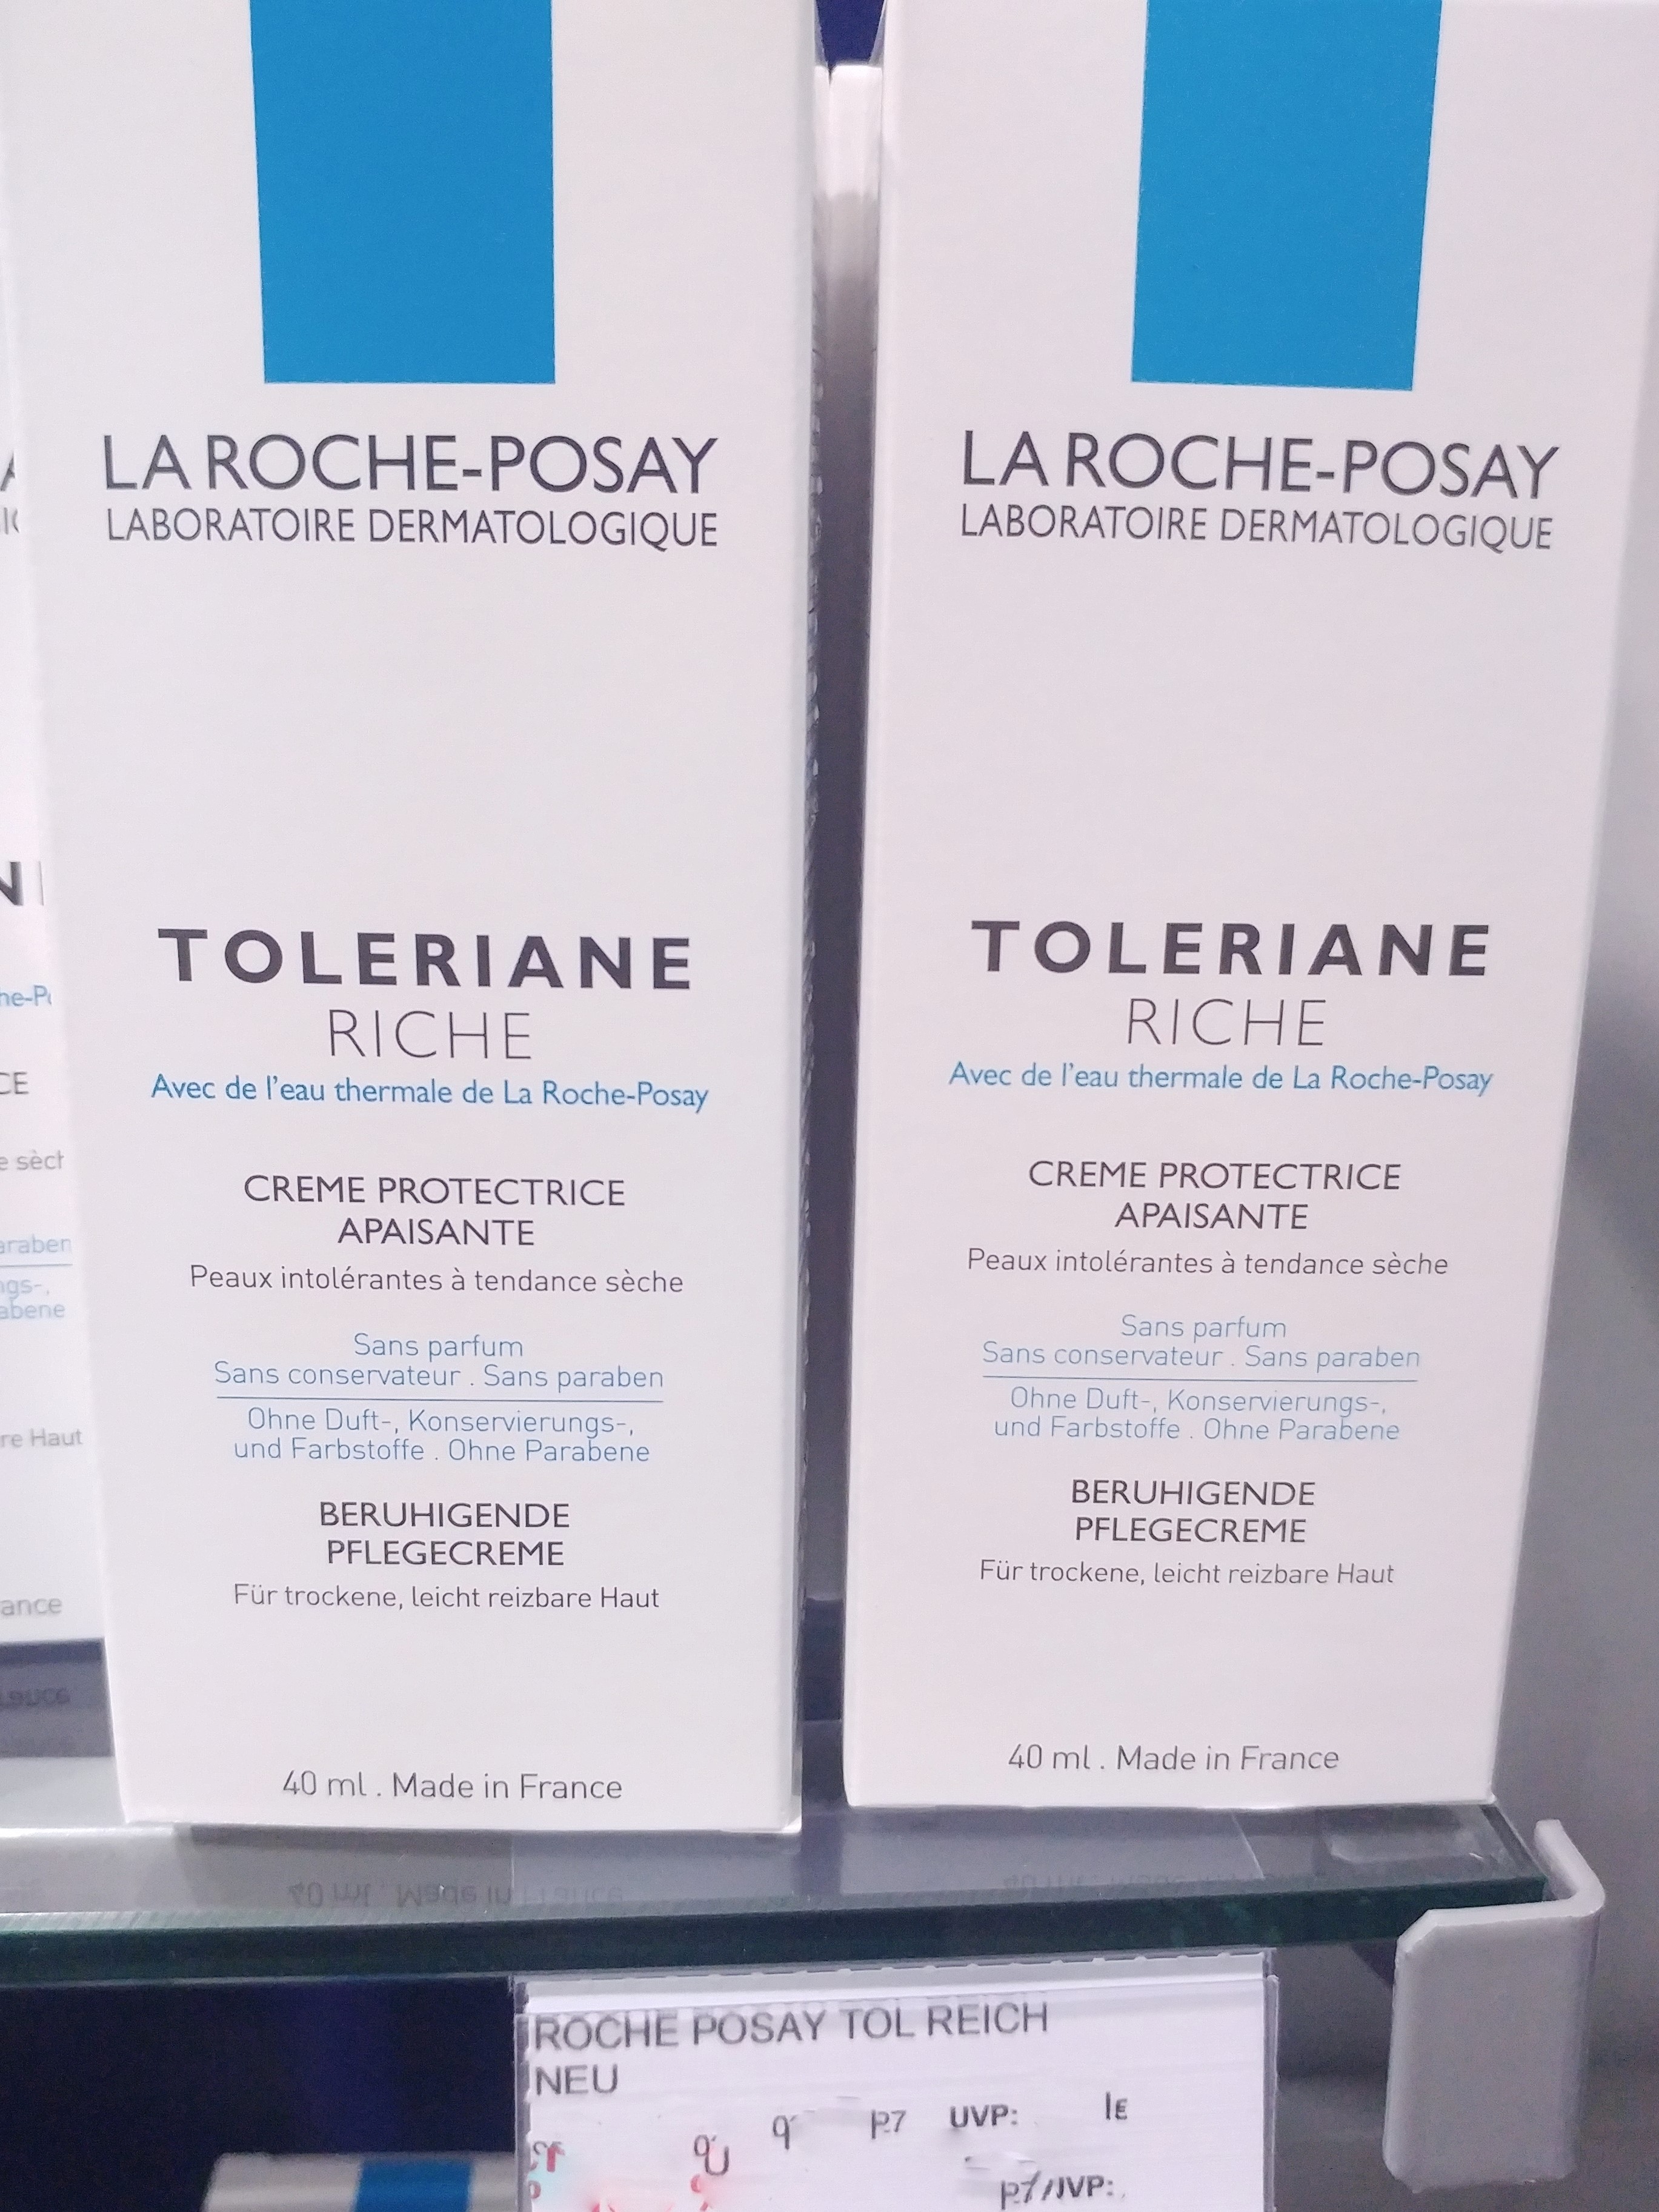 LA ROCHE-POSAY
LABORATOIRE DERMATOLOGIQUE
TOLERIANE
RICHE
Avec de l'eau thermale de La Roche-Posay
CREME PROTECTRICE
APAISANTE
Peaux intolérantes à tendance sèche
Sans parfum
Sans conservateur . Sans paraben
Ohne Duft-, Konservierungs-,
und Farbstoffe . Ohne Parabene
BERUHIGENDE
PFLEGECREME
Für trockene, leicht reizbare Haut
40 ml . Made in France
LA ROCHE-POSAY
LABORATOIRE DERMATOLOGIQUE
TOLERIANE
RICHE
Avec de l'eau thermale de La Roche-Posay
CREME PROTECTRICE
APAISANTE
Peaux intolérantes à tendance sèche
Sans parfum
Sans conservateur . Sans paraben
Ohne Duft-, Konservierungs-,
und Farbstoffe . Ohne Parabene
BERUHIGENDE
PFLEGECREME
Für trockene, leicht reizbare Haut
40 ml . Made in France
ROCHE POSAY TOL REICH
NEU
UVP: